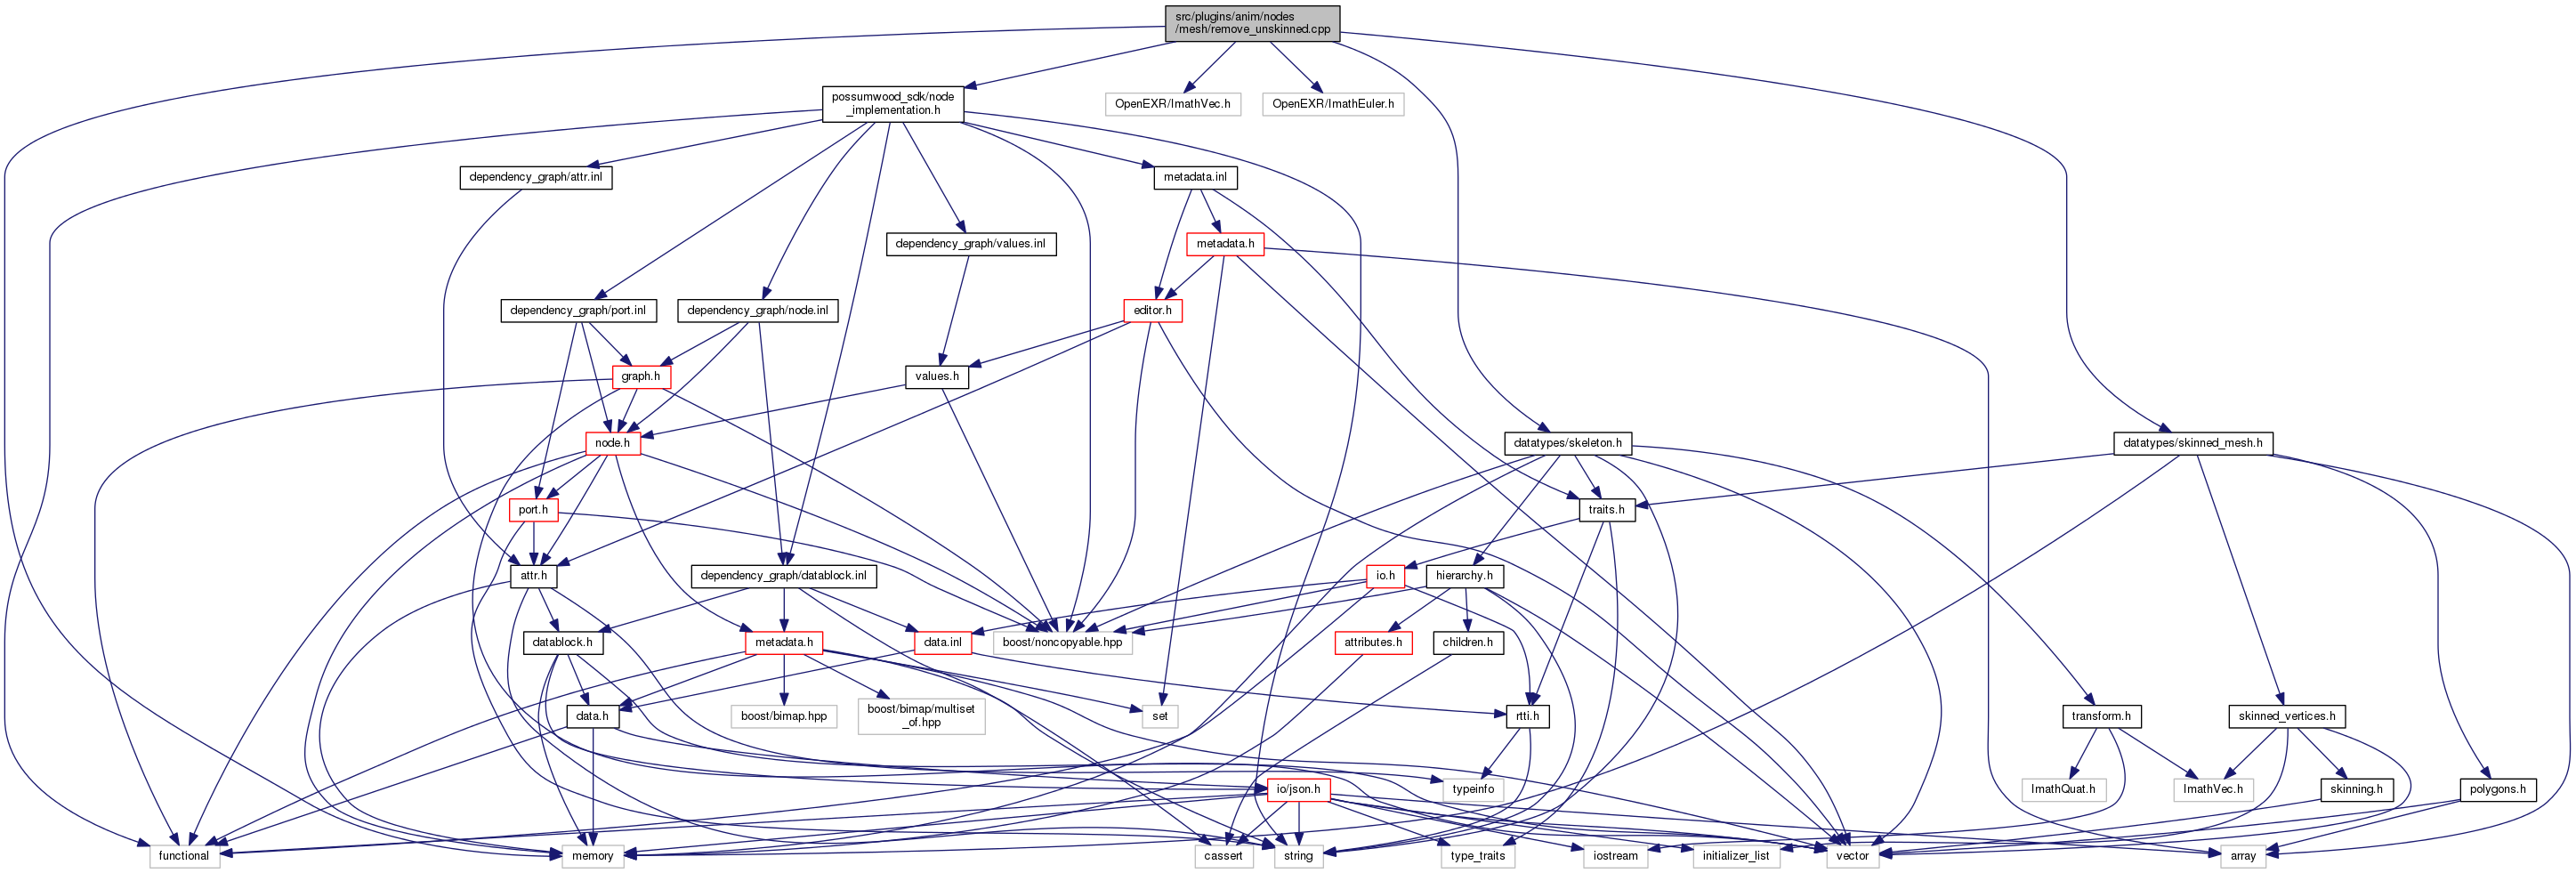 src/plugins/anim/nodes
/mesh/remove_unskinned.cpp
possumwood_sdk/node
_implementation.h
OpenEXR/ImathVec.h
OpenEXR/ImathEuler.h
dependency_graph/attr.inl
metadata.inl
dependency_graph/values.inl
metadata.h
dependency_graph/port.inl
dependency_graph/node.inl
editor.h
graph.h
values.h
node.h
datatypes/skeleton.h
datatypes/skinned_mesh.h
port.h
traits.h
attr.h
dependency_graph/datablock.inl
io.h
hierarchy.h
datablock.h
metadata.h
data.inl
boost/noncopyable.hpp
attributes.h
children.h
data.h
boost/bimap.hpp
boost/bimap/multiset
_of.hpp
set
rtti.h
transform.h
skinned_vertices.h
io/json.h
typeinfo
ImathQuat.h
ImathVec.h
skinning.h
polygons.h
functional
memory
cassert
string
type_traits
iostream
initializer_list
vector
array